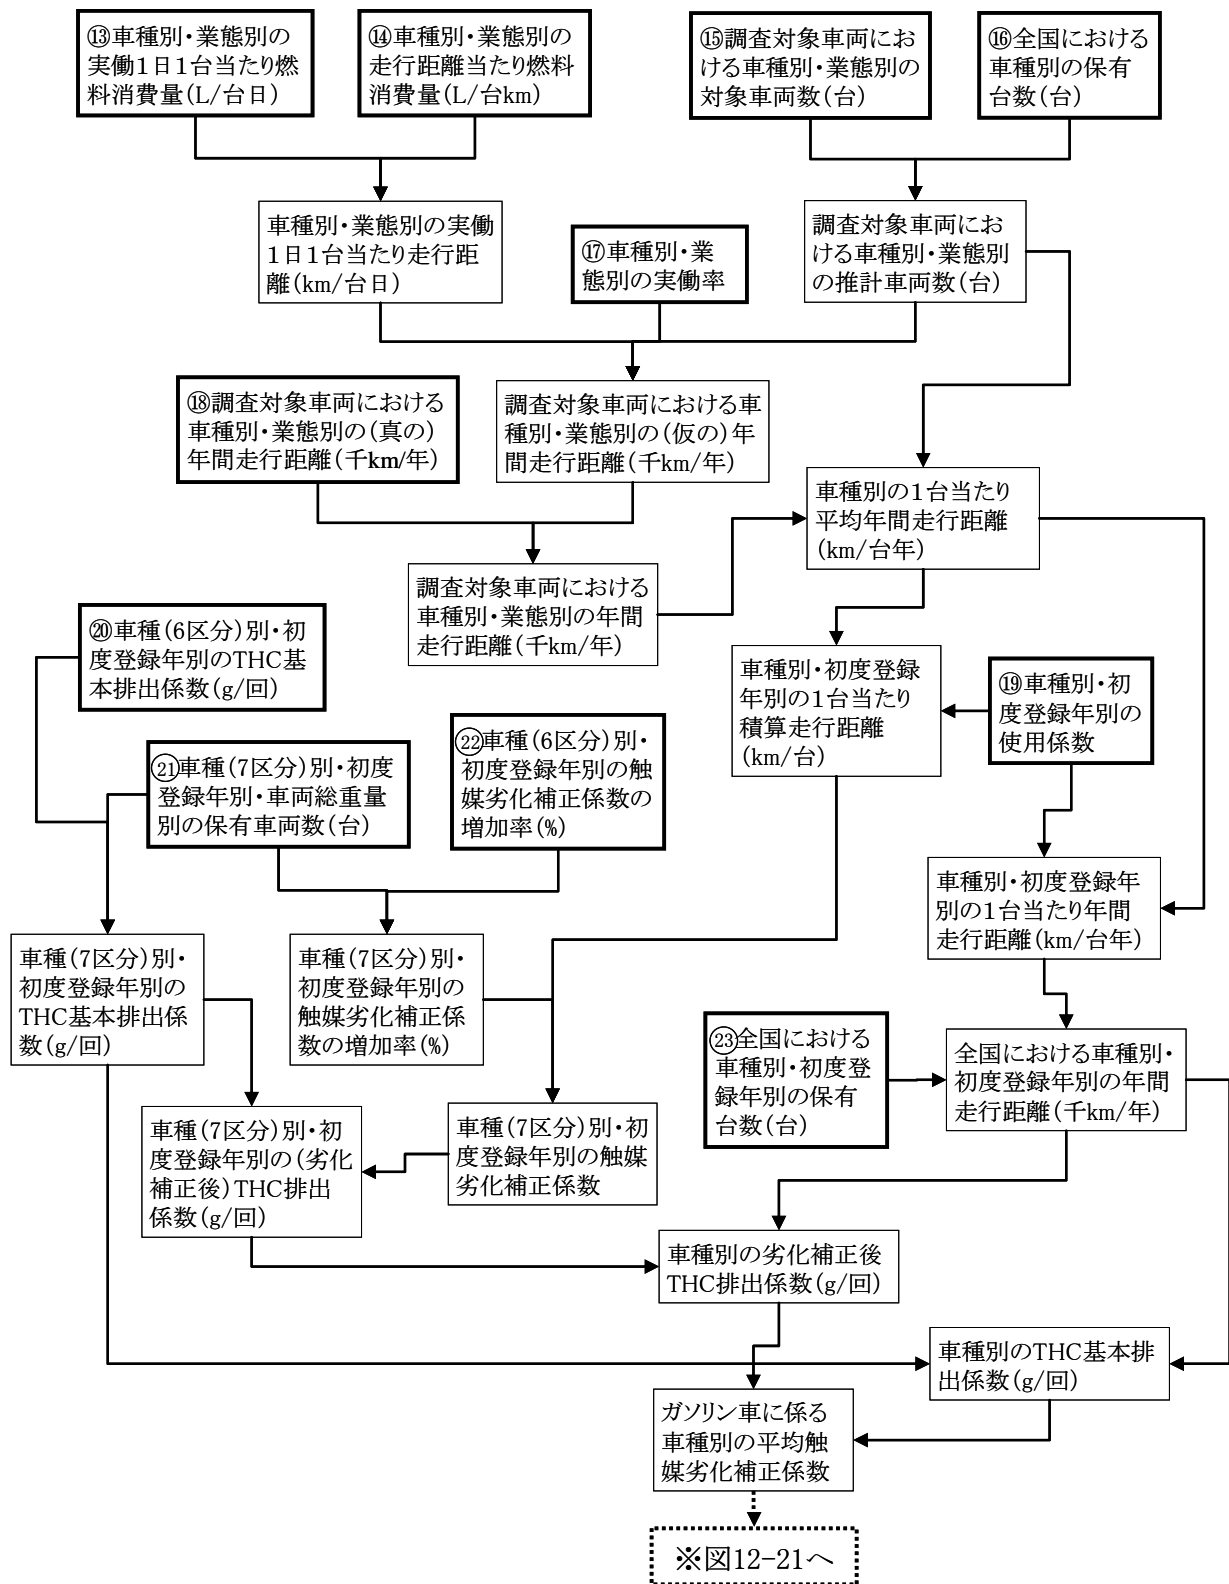 ⑬車種別・業態別の
実働1日1台当たり燃
料消費量(L/台日)
⑭車種別・業態別の
走行距離当たり燃料
消費量(L/台km)
⑮調査対象車両にお
ける車種別・業態別の
対象車両数(台)
⑯全国における
車種別の保有
台数(台)
車種別・業態別の実働
1日1台当たり走行距
離(km/台日)
⑰車種別・業
態別の実働率
調査対象車両にお
ける車種別・業態別
の推計車両数(台)
⑱調査対象車両における
車種別・業態別の(真の)
年間走行距離(千km/年)
調査対象車両における車
種別・業態別の(仮の)年
間走行距離(千km/年)
車種別の1台当たり
平均年間走行距離
(km/台年)
調査対象車両における
車種別・業態別の年間
走行距離(千km/年)
⑳車種(6区分)別・初
度登録年別のTHC基
本排出係数(g/回)
車種別・初度登録
年別の1台当たり
積算走行距離
(km/台)
⑲車種別・初
度登録年別の
使用係数
㉑車種(7区分)別・初度
登録年別・車両総重量
別の保有車両数(台)
㉒車種(6区分)別・
初度登録年別の触
媒劣化補正係数の
増加率(%)
車種別・初度登録年
別の1台当たり年間
走行距離(km/台年)
車種(7区分)別・
初度登録年別の
THC基本排出係
数(g/回)
車種(7区分)別・
初度登録年別の
触媒劣化補正係
数の増加率(%)
㉓全国における
車種別・初度登
録年別の保有
台数(台)
全国における車種別・
初度登録年別の年間
走行距離(千km/年)
車種(7区分)別・初
度登録年別の(劣化
補正後)THC排出
係数(g/回)
車種(7区分)別・初
度登録年別の触媒
劣化補正係数
車種別の劣化補正後
THC排出係数(g/回)
車種別のTHC基本排
出係数(g/回)
ガソリン車に係る
車種別の平均触
媒劣化補正係数
※図12-21へ